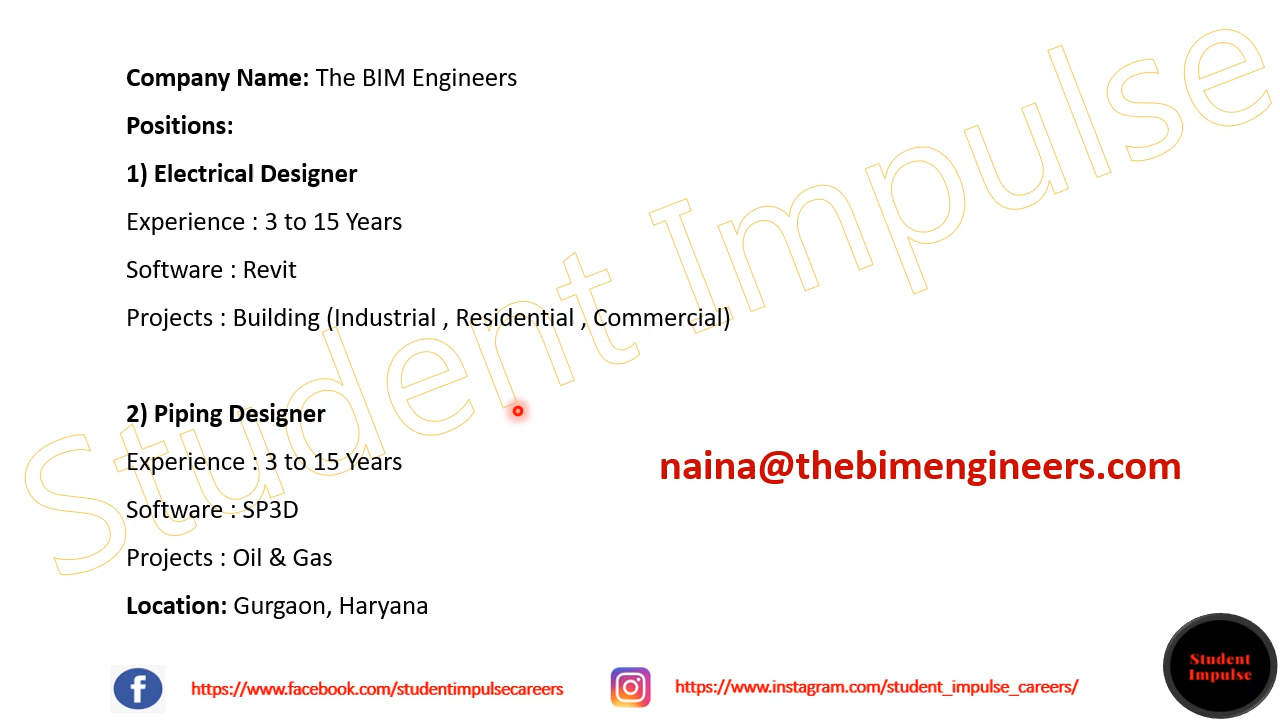 Company Name: The BIM Engineers
Positions:
1) Electrical Designer
Experience : 3 to 15 Years
Software : Revit
Projects : Building (Industrial , Residential , Commercial)
2) Piping Designer
Experience : 3 to 15 Years
naina@thebimengineers.com
Software : SP3D
Projects : Oil & Gas
Location: Gurgaon, Haryana
Student Impulse
https://www.facebook.com/studentimpulsecareers
https://www.instagram.com/student_impulse_careers/
Student
Impulse